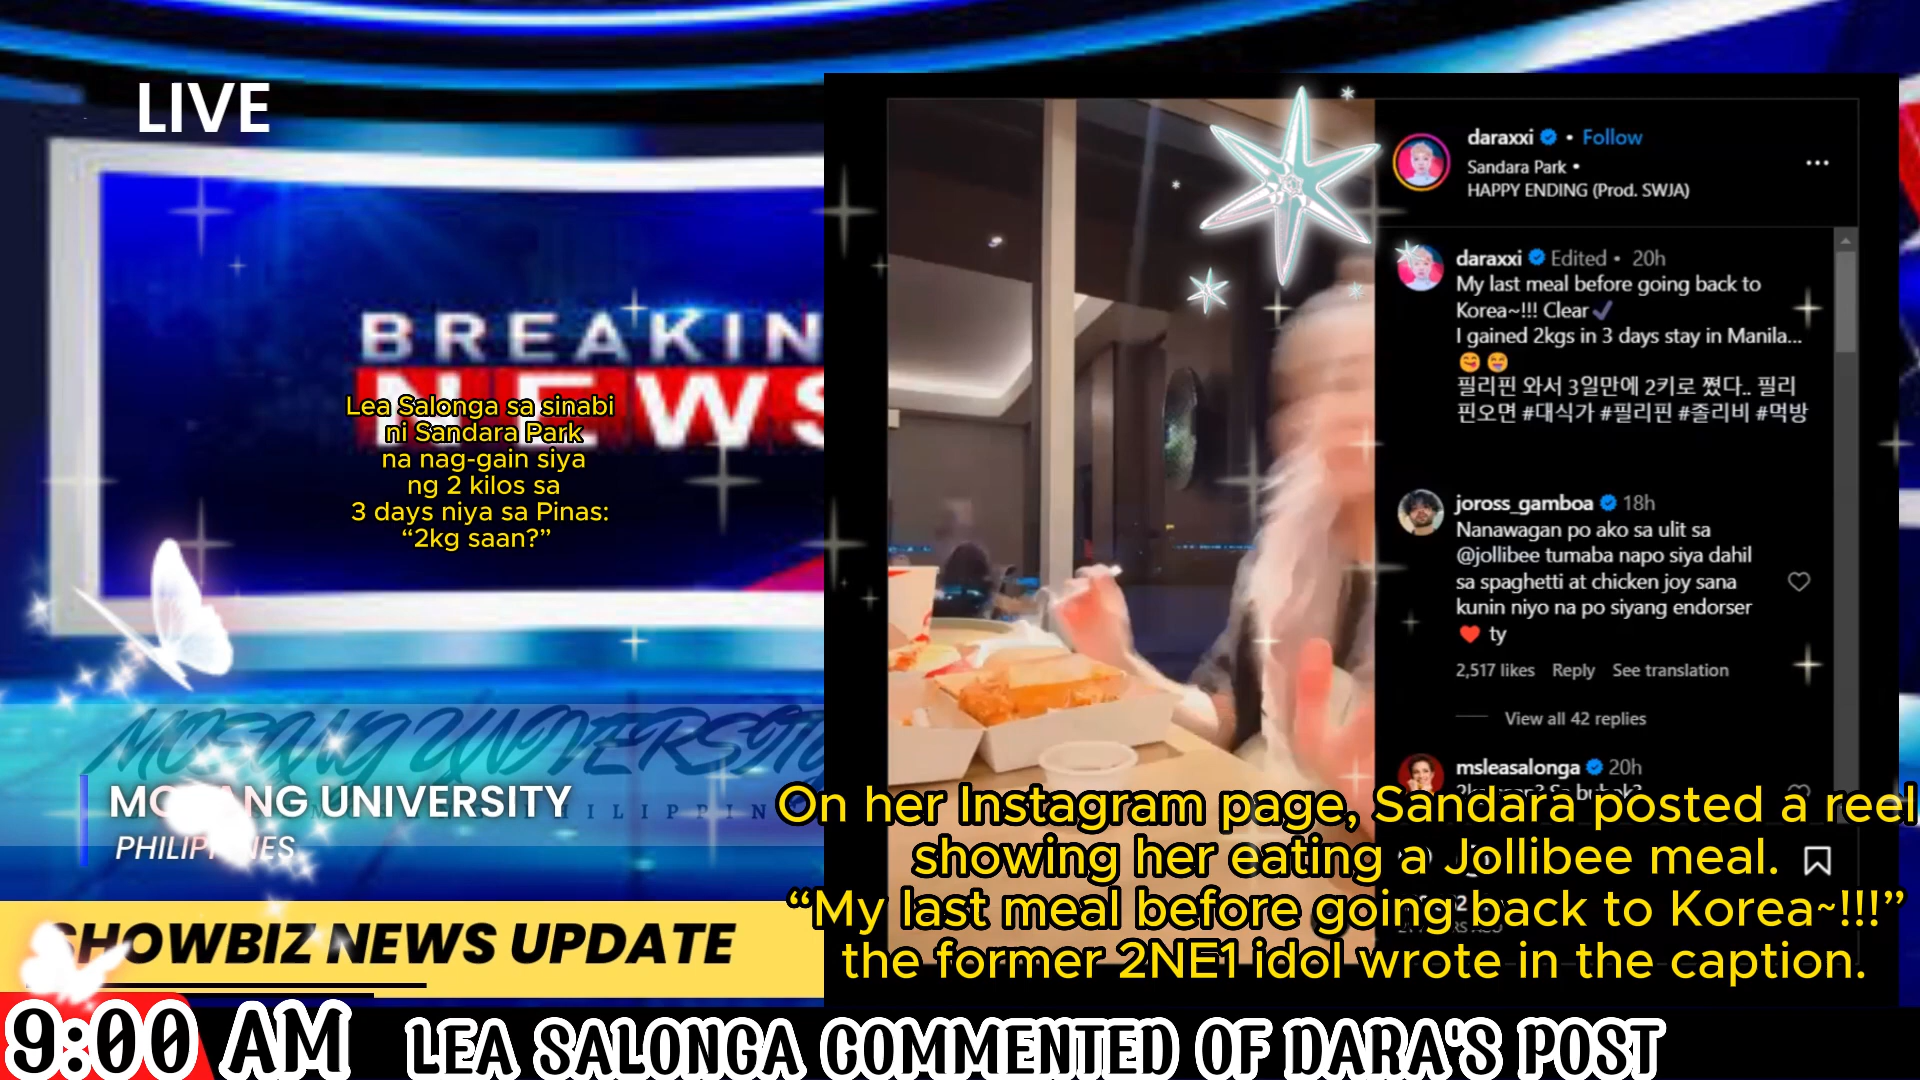 LIVE
BREAKIN
NEWS
Lea Salonga sa sinabi
ni Sandara Park
na nag-gain siya
ng 2 kilos sa
3 days niya sa Pinas:
“2kg saan?”
MOPANG UNIVERSITY
PHILIPPINES
SHOWBIZ NEWS UPDATE
daraxxi • Follow
Sandara Park •
HAPPY ENDING (Prod. SWJA)
daraxxi Edited • 20h
My last meal before going back to
Korea~!!! Clear✔
I gained 2kgs in 3 days stay in Manila...
😋😝
필리핀 와서 3일만에 2키로 쪘다.. 필리
핀오면 #대식가 #필리핀 #졸리비 #먹방
joross_gamboa 18h
Nanawagan po ako sa ulit sa
@jollibee tumaba napo siya dahil
sa spaghetti at chicken joy sana
kunin niyo na po siyang endorser
❤️ ty
2,517 likes Reply See translation
View all 42 replies
msleasalonga 20h
On her Instagram page, Sandara posted a reel
showing her eating a Jollibee meal.
“My last meal before going back to Korea~!!!”
the former 2NE1 idol wrote in the caption.
9:00 AM LEA SALONGA COMMENTED OF DARA'S POST